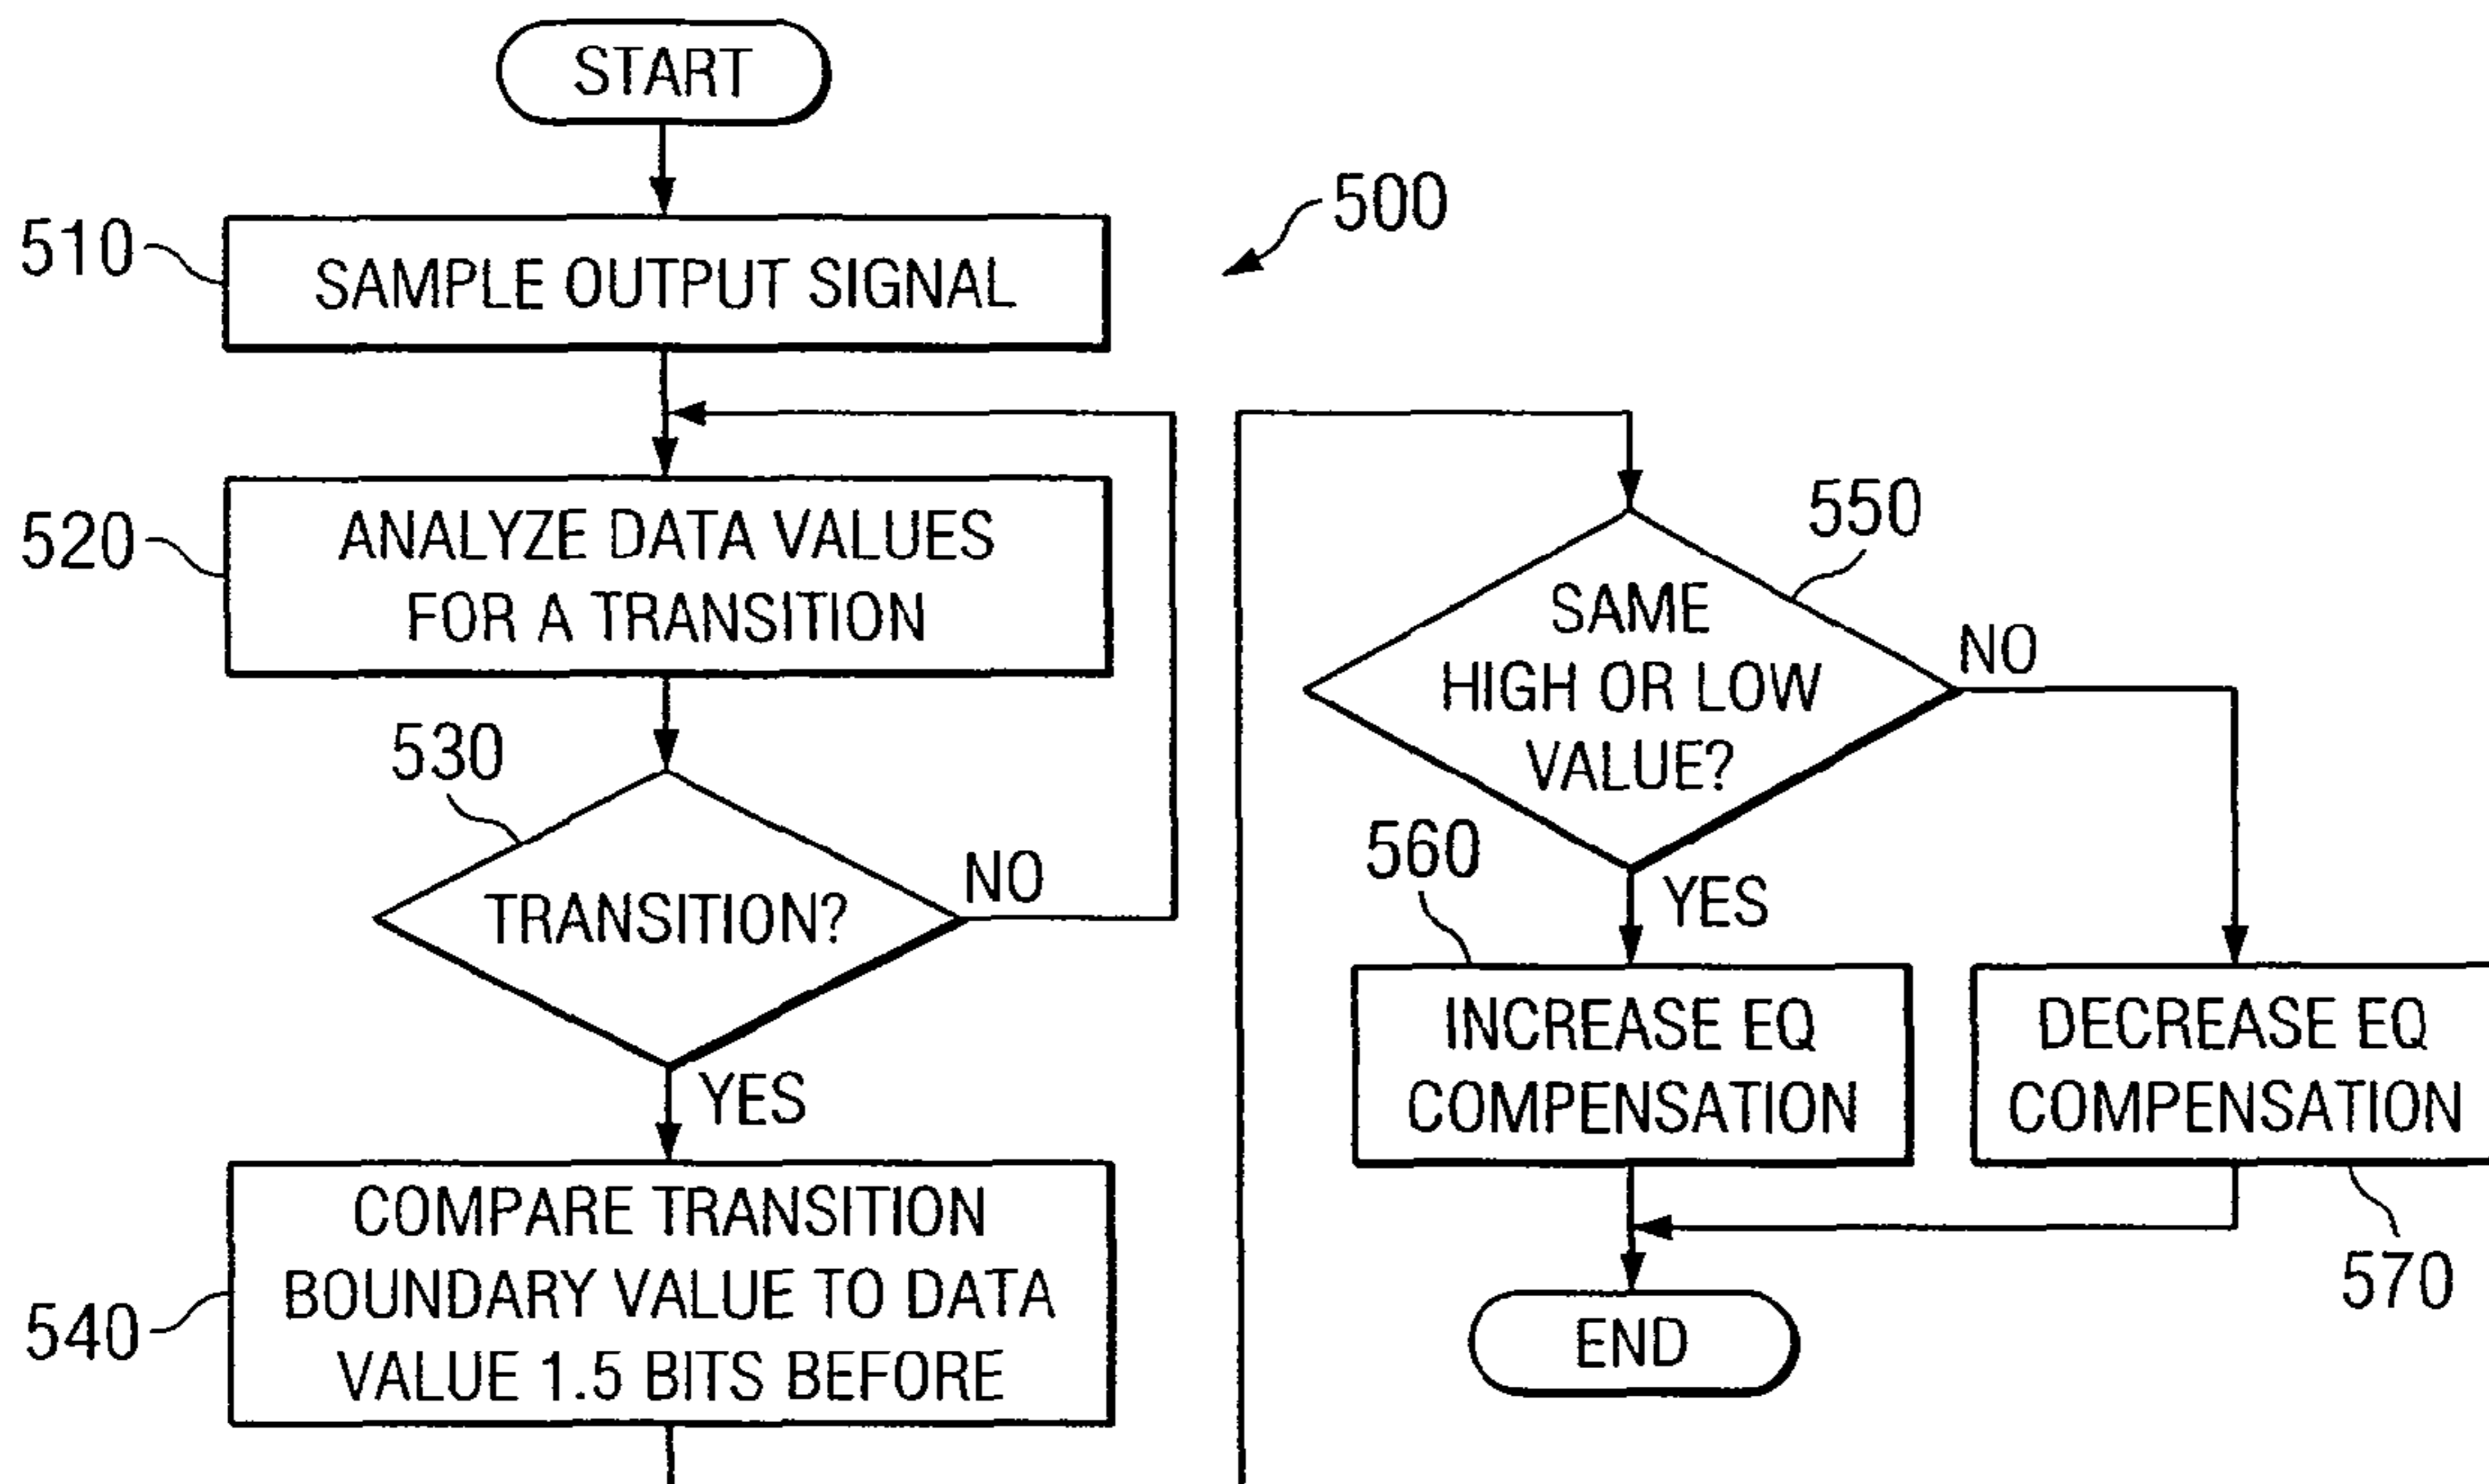 START
500
510
SAMPLE OUTPUT SIGNAL
520
ANALYZE DATA VALUES
FOR A TRANSITION
530
TRANSITION?
NO
YES
540
COMPARE TRANSITION
BOUNDARY VALUE TO DATA
VALUE 1.5 BITS BEFORE
550
SAME
HIGH OR LOW
VALUE?
NO
YES
560
INCREASE EQ
COMPENSATION
DECREASE EQ
COMPENSATION
570
END